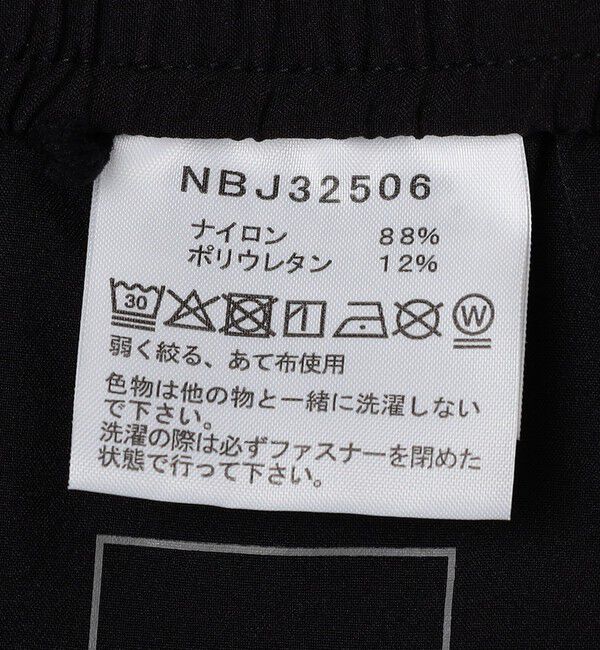 NBJ32506
ナイロン 88%
ポリウレタン 12%
30 W
弱く絞る、あて布使用
色物は他の物と一緒に洗濯しない
で下さい。
洗濯の際は必ずファスナーを閉めた
状態で行って下さい。